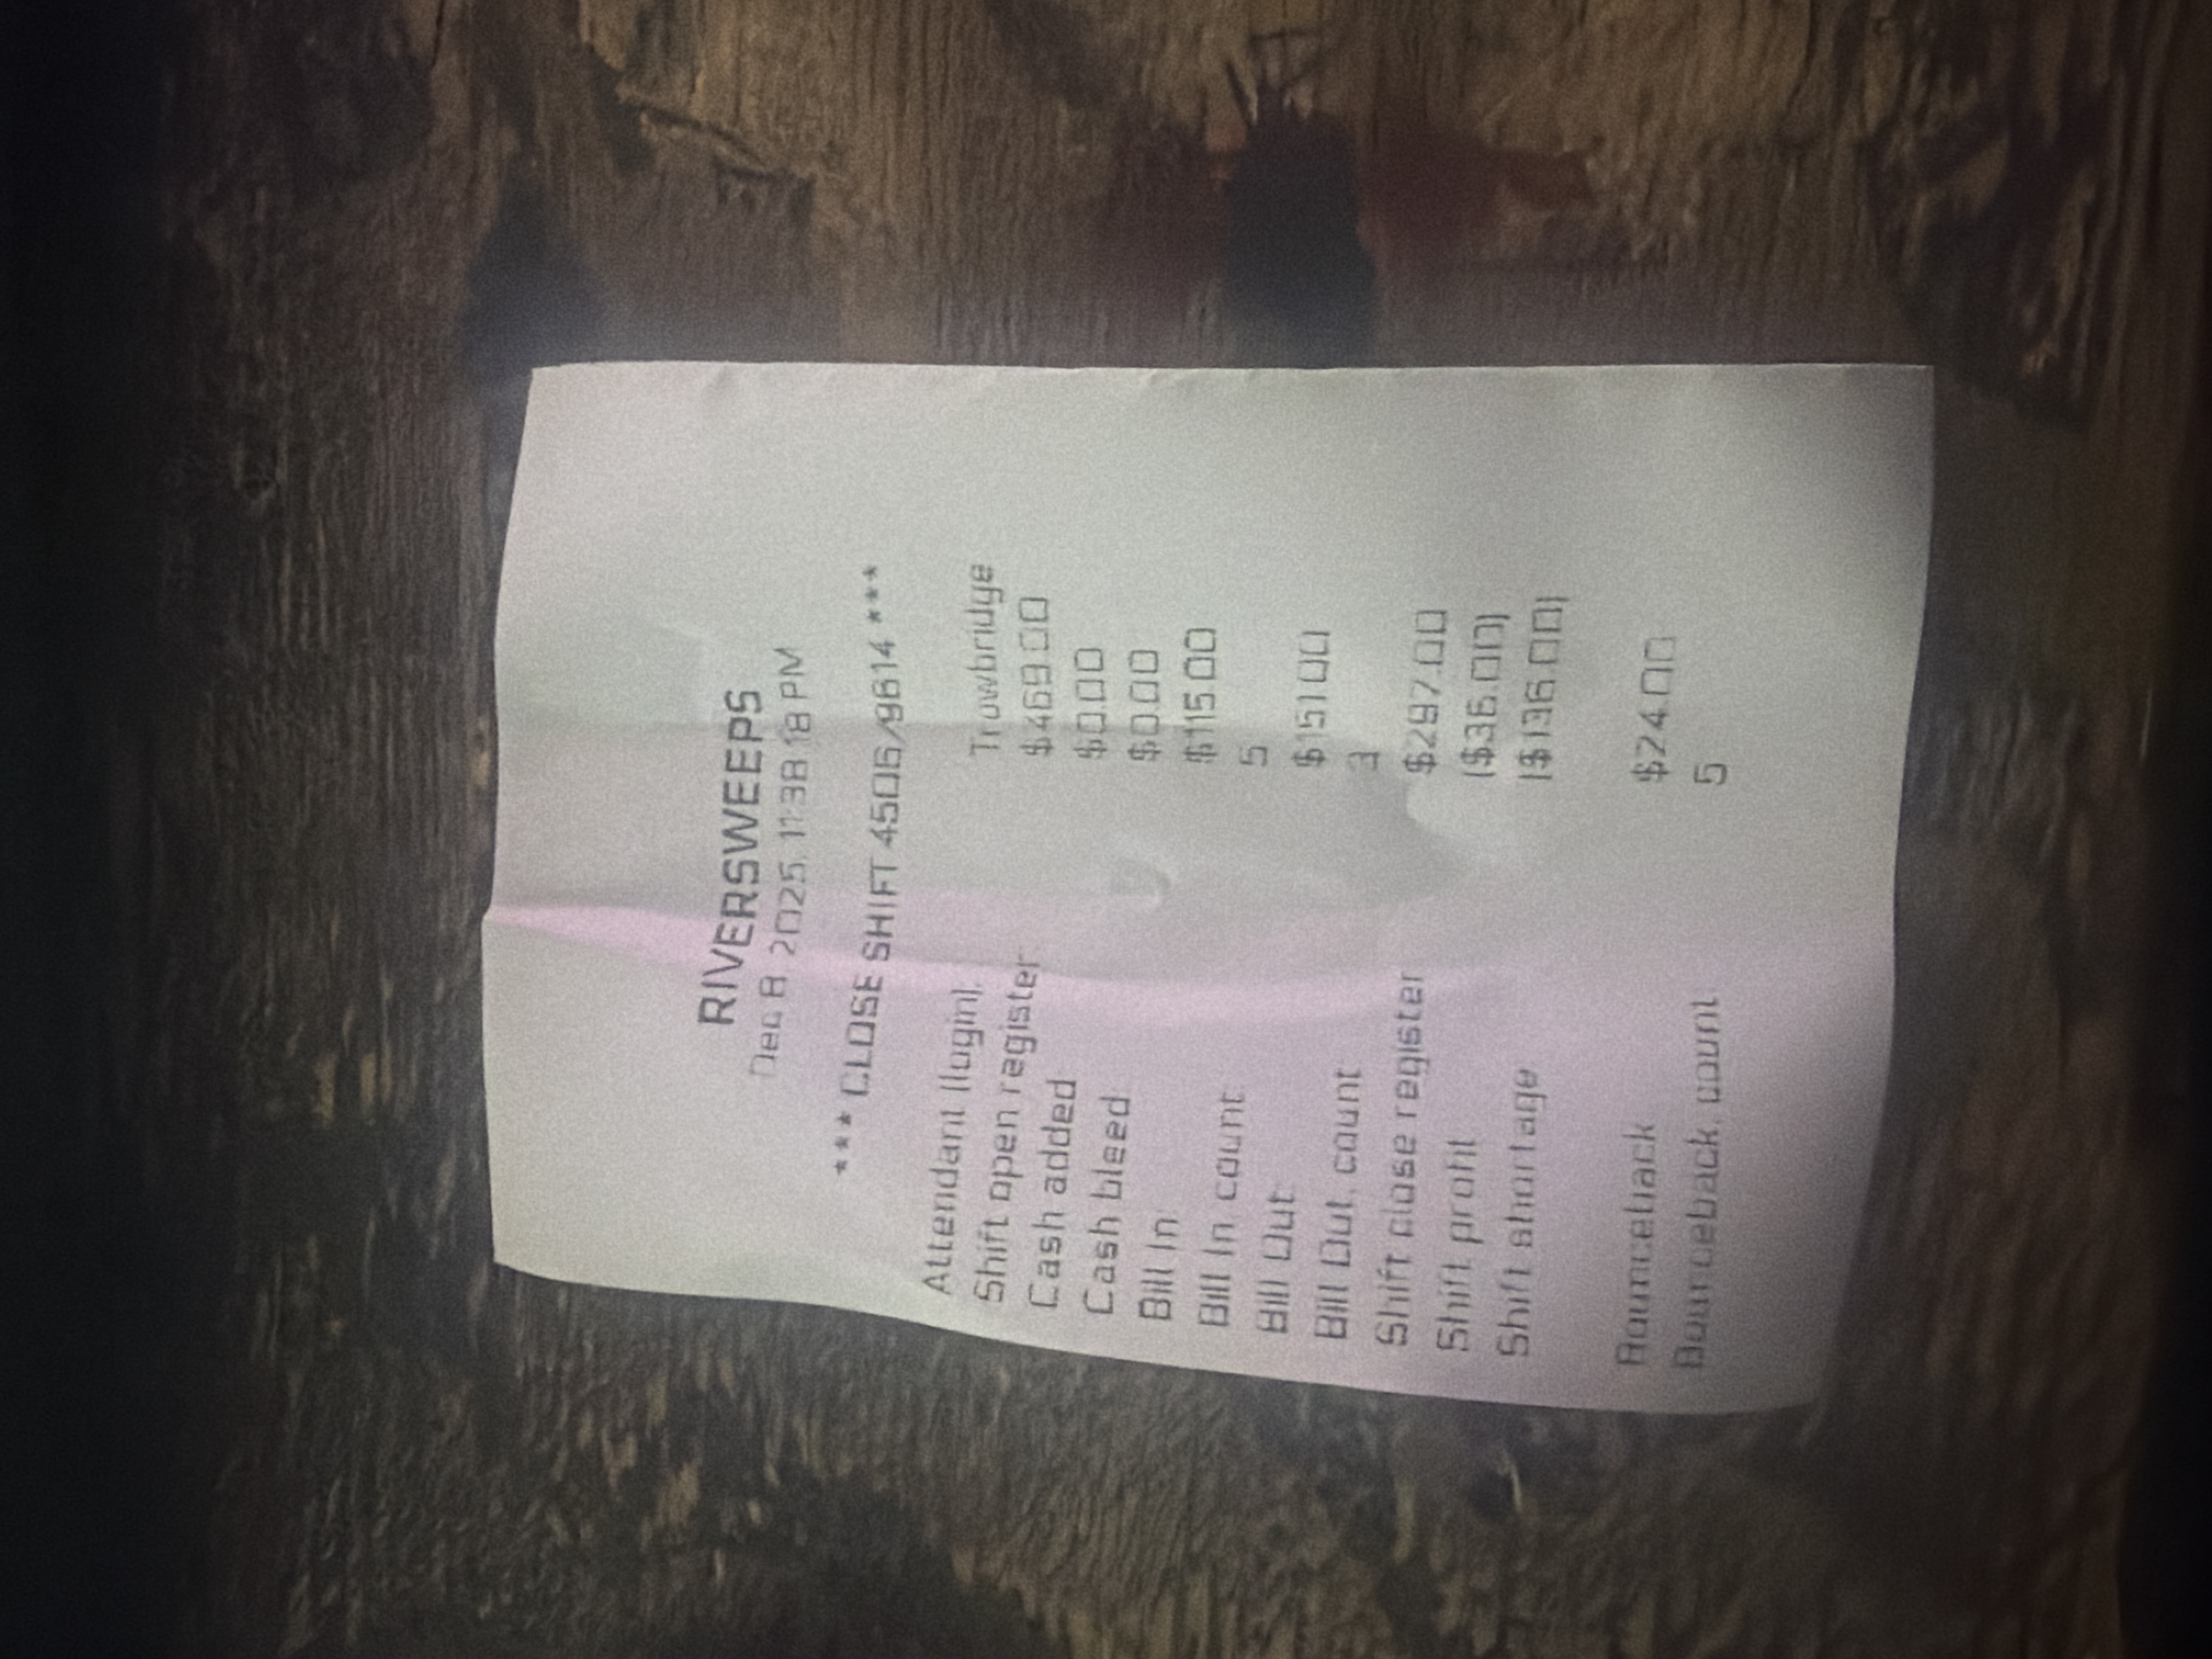 RIVERSWEEPS
Dec 8, 2025, 11:38:18 PM
*** CLOSE SHIFT 4506/9614 ***
Attendant (login): Trowbridge
Shift open register: $469.00
Cash added: $0.00
Cash bleed: $0.00
Bill In: $115.00
Bill In, count: 5
Bill Out: $151.00
Bill Out, count: 3
Shift close register $297.00
Shift profit ($36.00)
Shift shortage ($136.00)
Bounceback $24.00
Bounceback, count 5